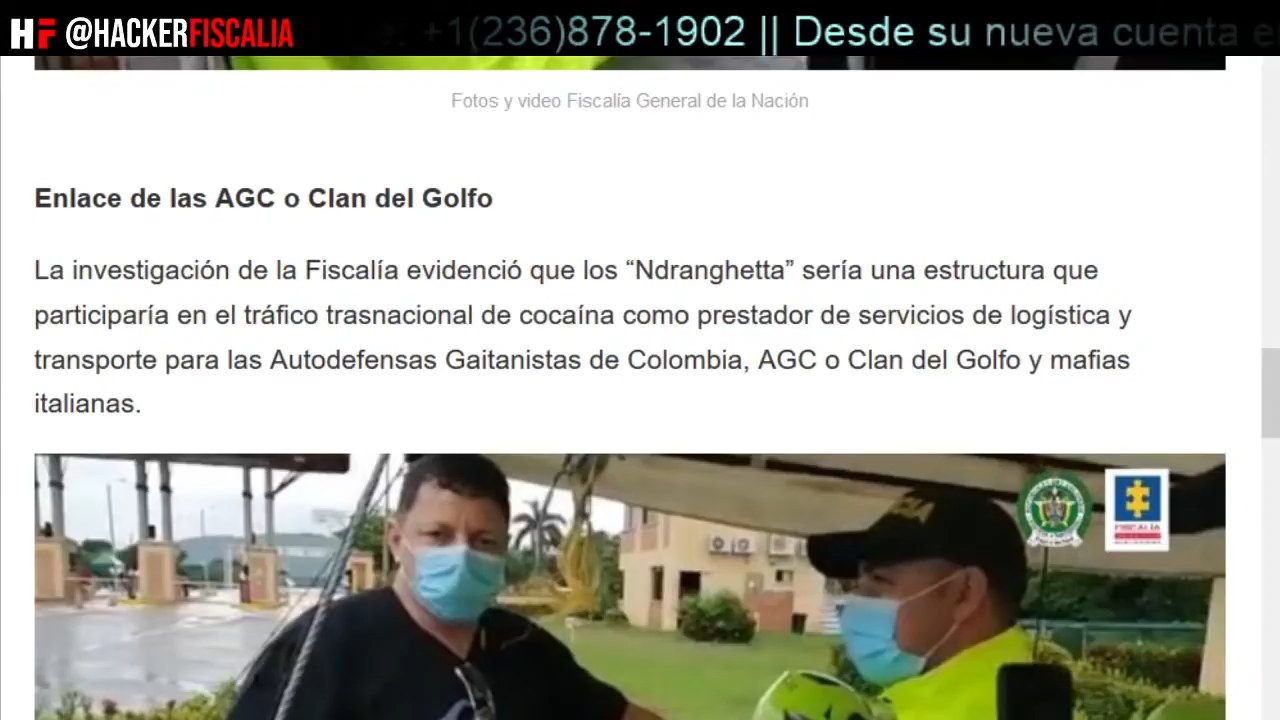 HF @HACKERFISCALIA
+1(236)878-1902 || Desde su nueva cuenta
Fotos y video Fiscalía General de la Nación
Enlace de las AGC o Clan del Golfo
La investigación de la Fiscalía evidenció que los “Ndranghetta” sería una estructura que
participaría en el tráfico trasnacional de cocaína como prestador de servicios de logística y
transporte para las Autodefensas Gaitanistas de Colombia, AGC o Clan del Golfo y mafias
italianas.
FISCALÍA